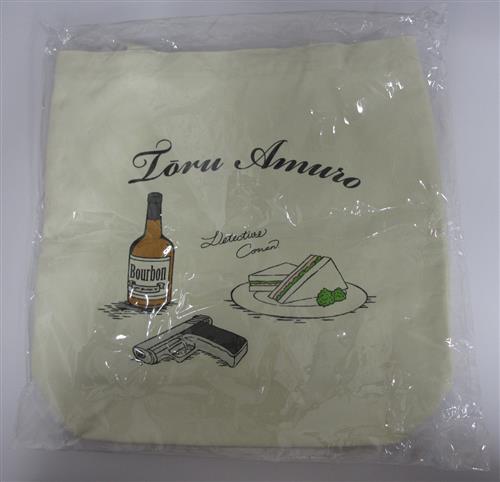 Tōru Amuro
Detective
Conan
Bourbon